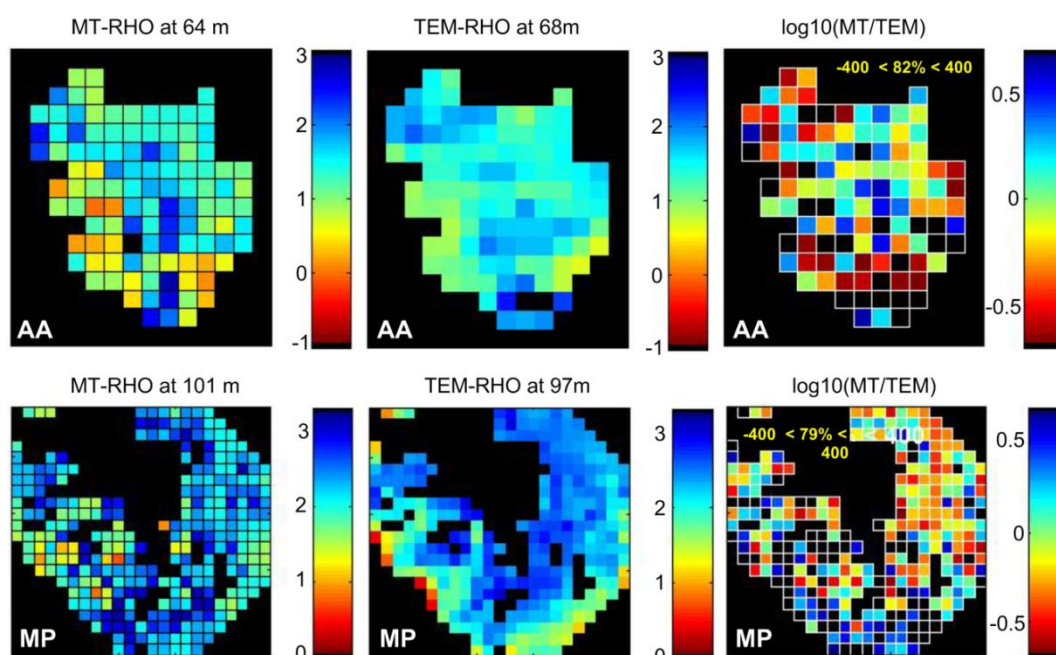 MT-RHO at 64 m
TEM-RHO at 68m
log10(MT/TEM)
-400 < 82% < 400
3
2
1
0
-1
3
2
1
0
-1
0.5
0
-0.5
AA
AA
AA
MT-RHO at 101 m
TEM-RHO at 97m
log10(MT/TEM)
-400 < 79% <
400
3
2
1
0
3
2
1
0
0.5
0
-0.5
MP
MP
MP